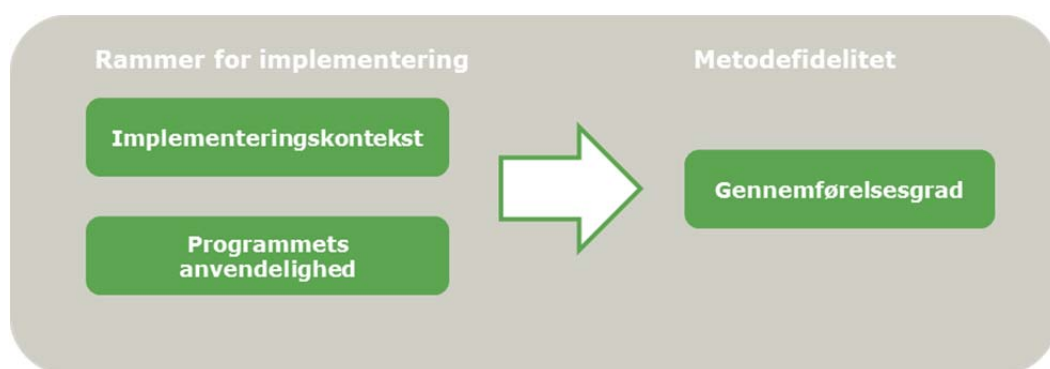 Rammer for implementering
Implementeringskontekst
Programmets
anvendelighed
Metodefidelitet
Gennemførelsesgrad